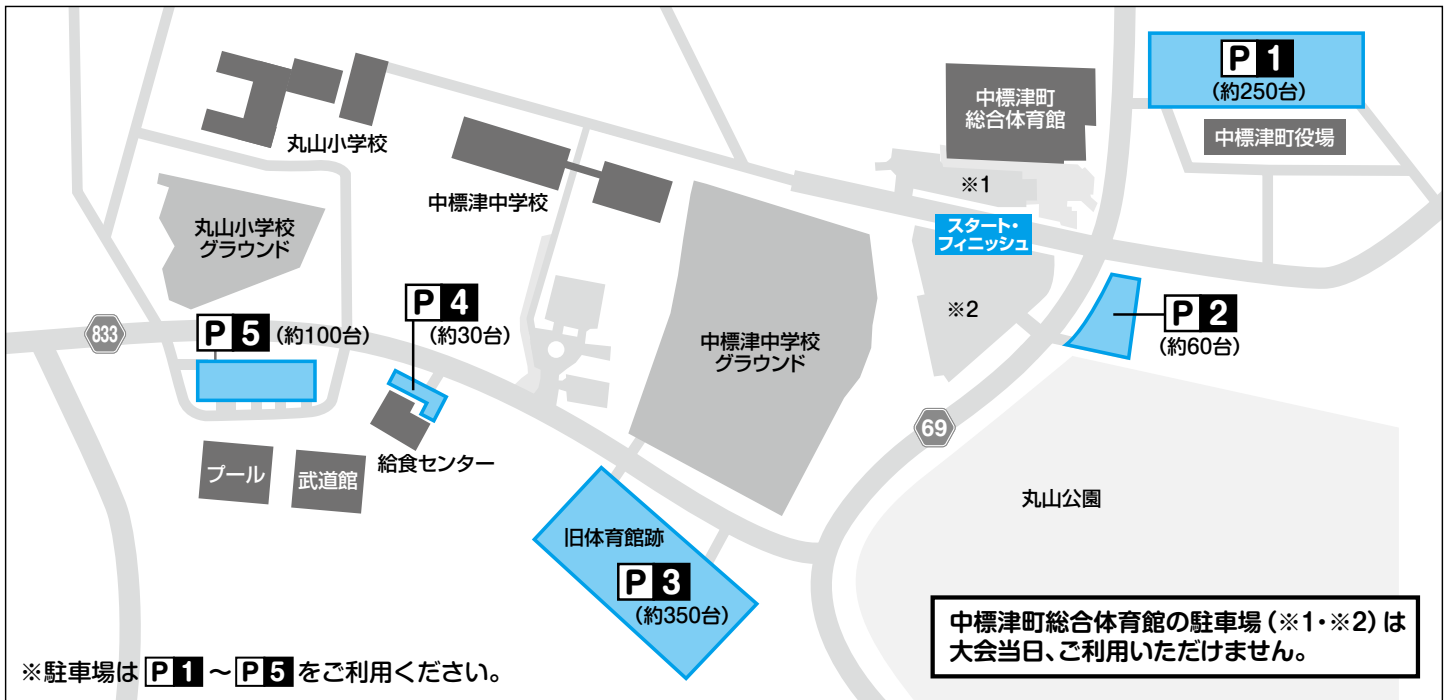 P 1
(約250台)
中標津町
総合体育館
中標津町役場
丸山小学校
中標津中学校
※1
スタート・
フィニッシュ
丸山小学校
グラウンド
P 4
(約30台)
P 2
(約60台)
※2
833
P 5 (約100台)
中標津中学校
グラウンド
69
給食センター
プール
武道館
丸山公園
旧体育館跡
P 3
(約350台)
中標津町総合体育館の駐車場(※1・※2)は
大会当日、ご利用いただけません。
※駐車場は P 1 ～ P 5 をご利用ください。